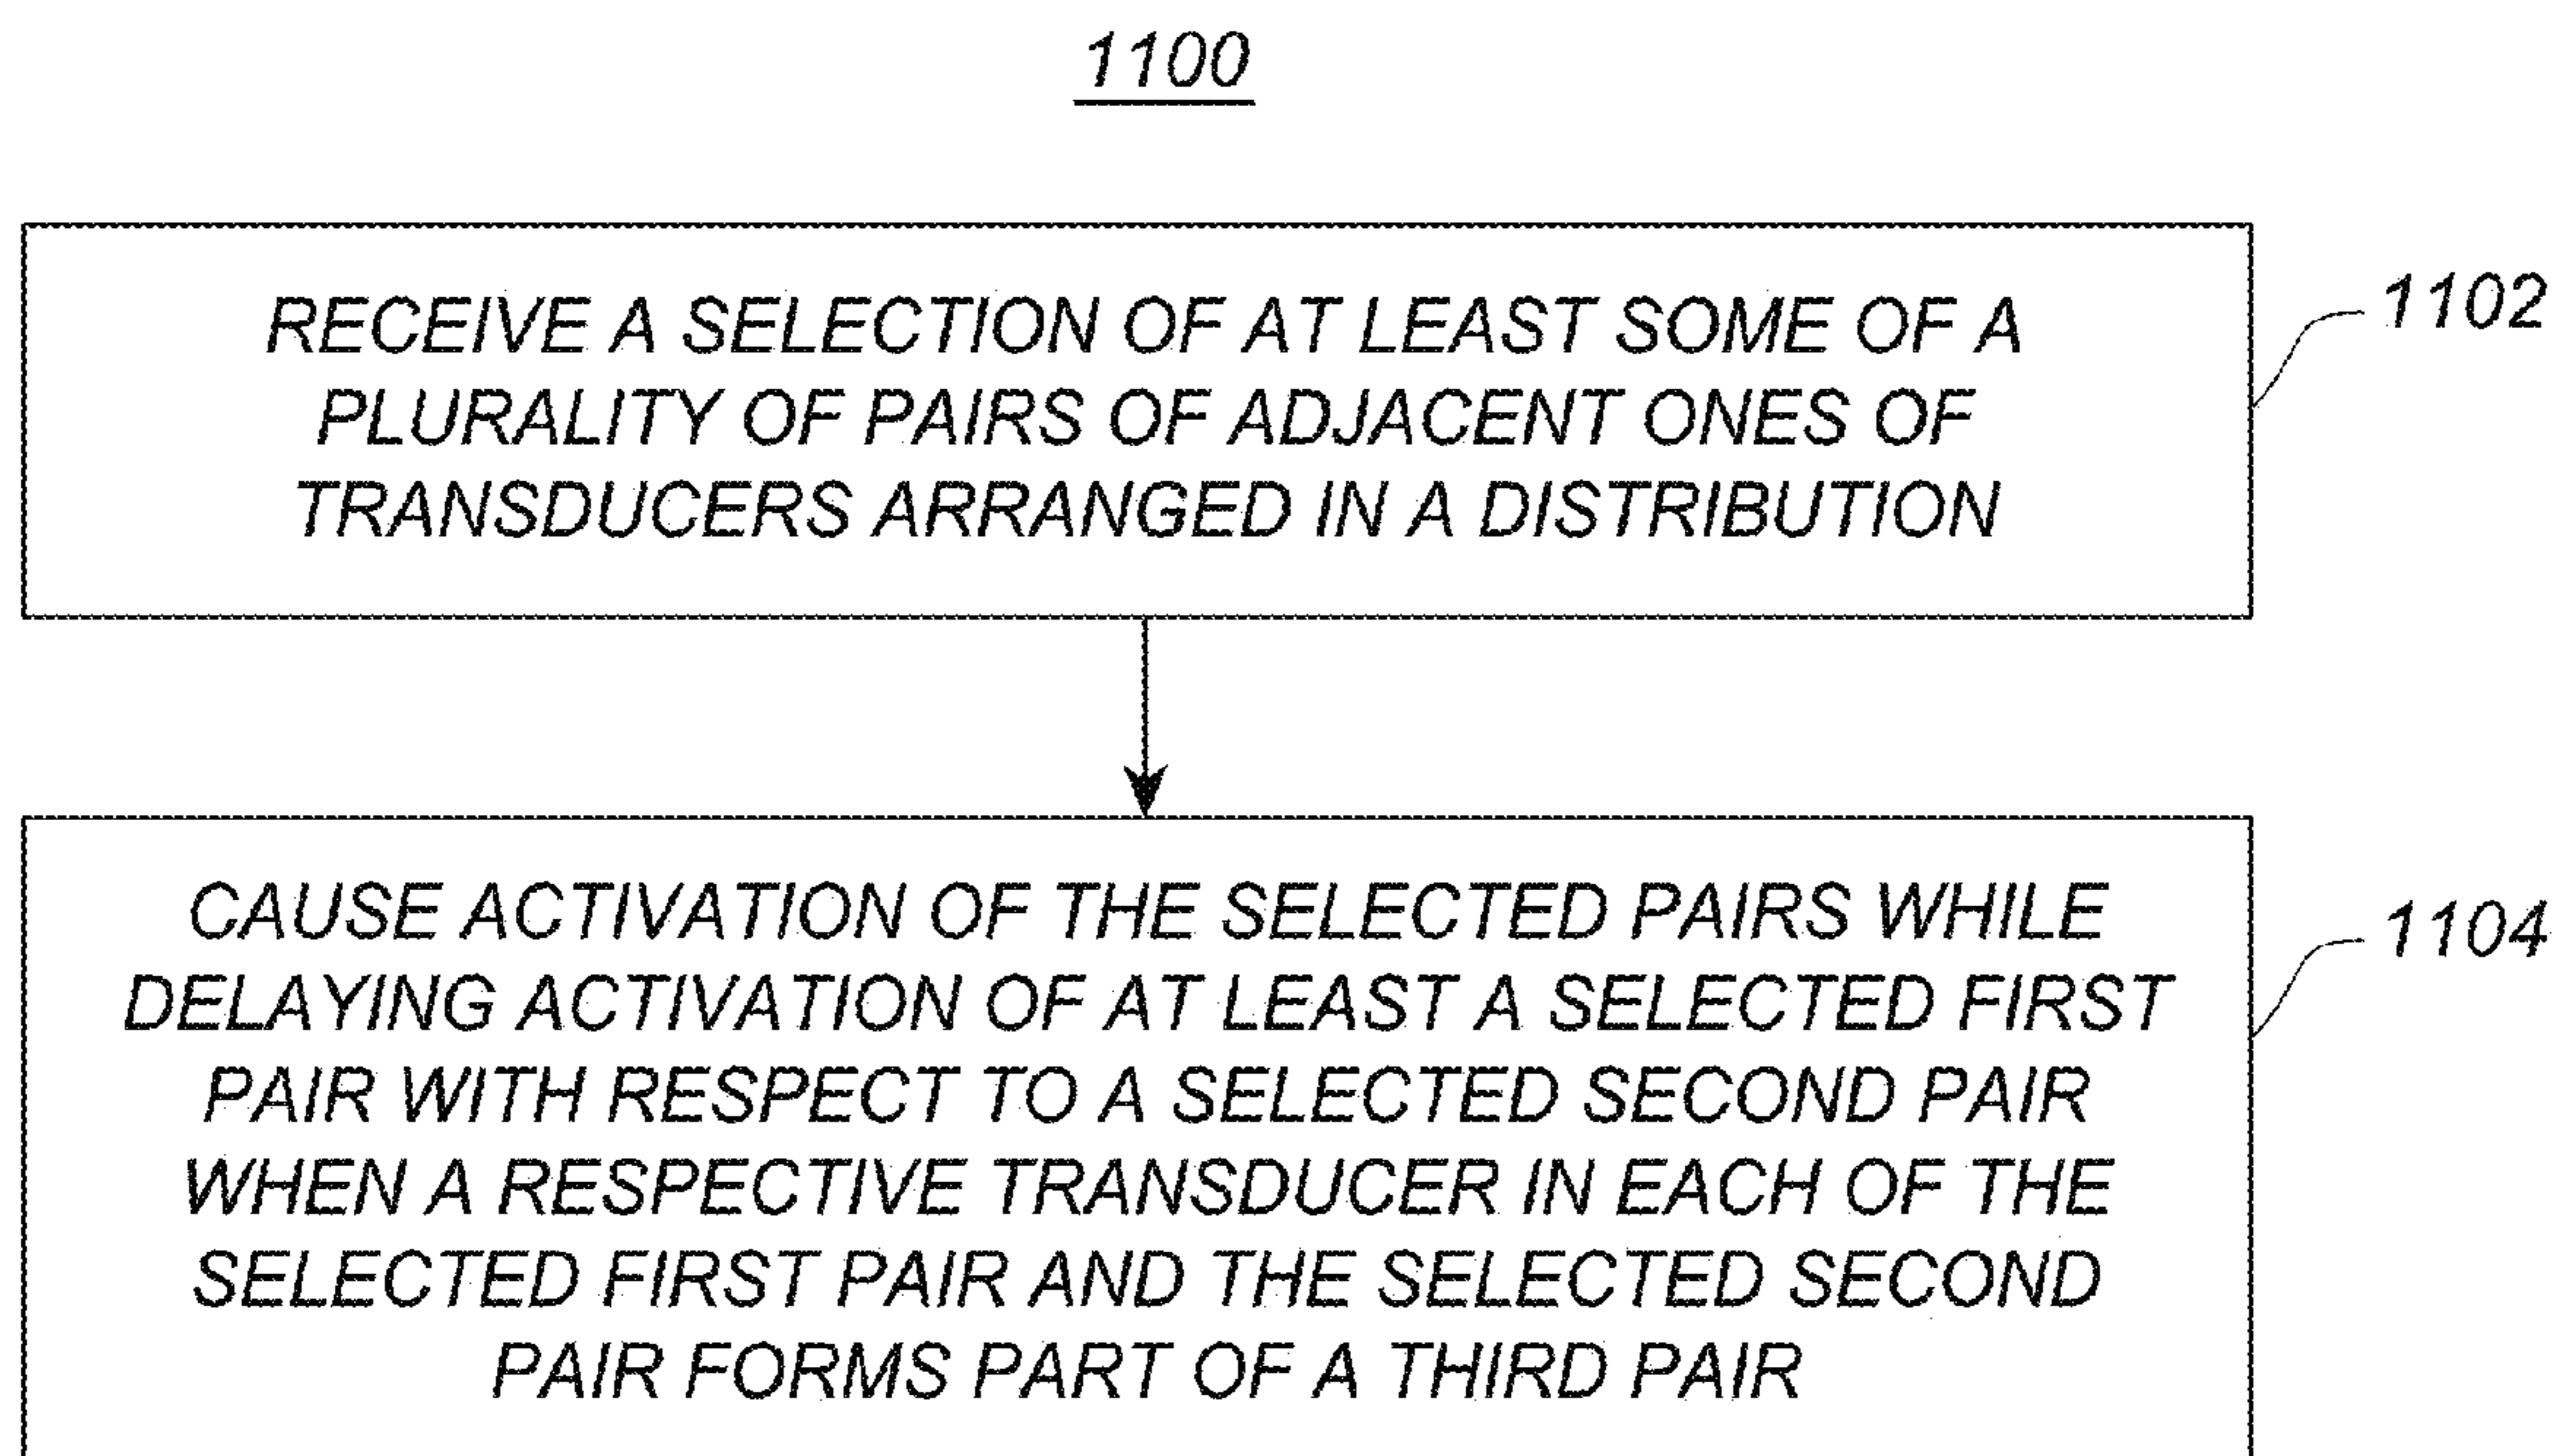 1100
RECEIVE A SELECTION OF AT LEAST SOME OF A
PLURALITY OF PAIRS OF ADJACENT ONES OF
TRANSDUCERS ARRANGED IN A DISTRIBUTION
1102
CAUSE ACTIVATION OF THE SELECTED PAIRS WHILE
DELAYING ACTIVATION OF AT LEAST A SELECTED FIRST
PAIR WITH RESPECT TO A SELECTED SECOND PAIR
WHEN A RESPECTIVE TRANSDUCER IN EACH OF THE
SELECTED FIRST PAIR AND THE SELECTED SECOND
PAIR FORMS PART OF A THIRD PAIR
1104